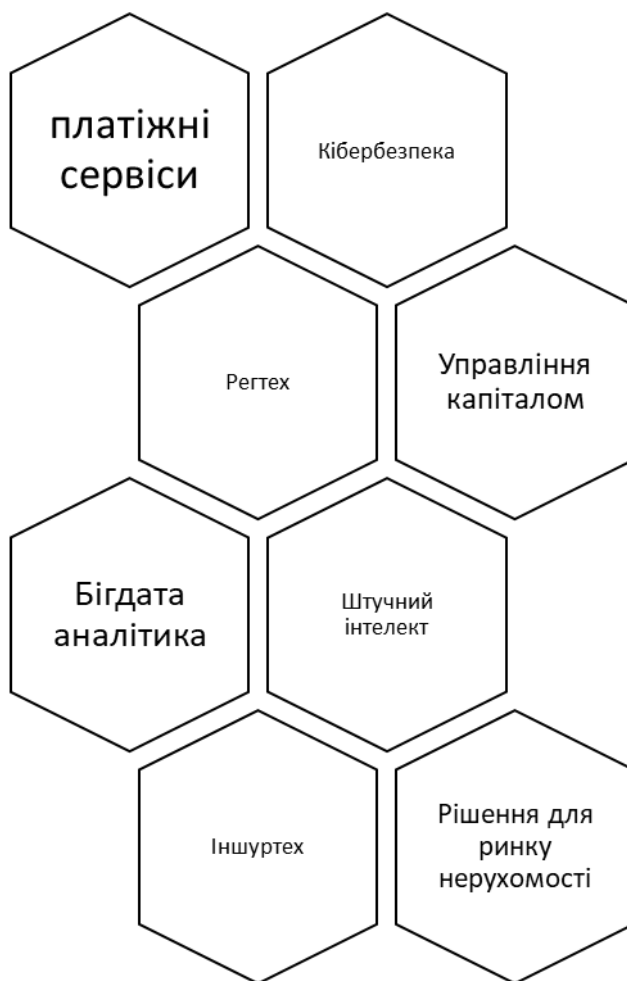 платіжні
сервіси
Кібербезпека
Регтех
Управління
капіталом
Бігдата
аналітика
Штучний
інтелект
Іншуртех
Рішення для
ринку
нерухомості